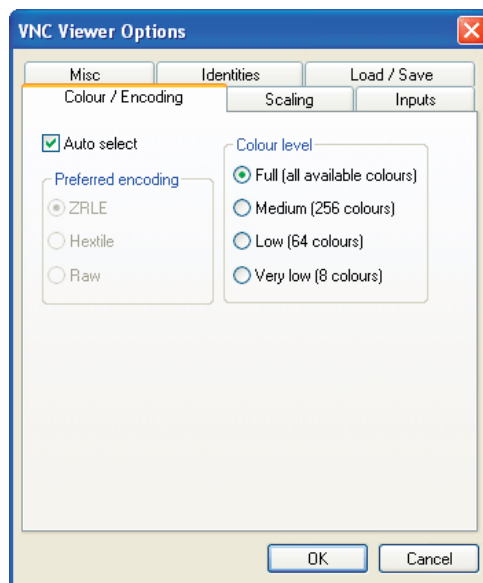 VNC Viewer Options
Misc Identities Load / Save
Colour / Encoding Scaling Inputs
Auto select
Preferred encoding
ZRLE
Hextile
Raw
Colour level
Full (all available colours)
Medium (256 colours)
Low (64 colours)
Very low (8 colours)
OK Cancel